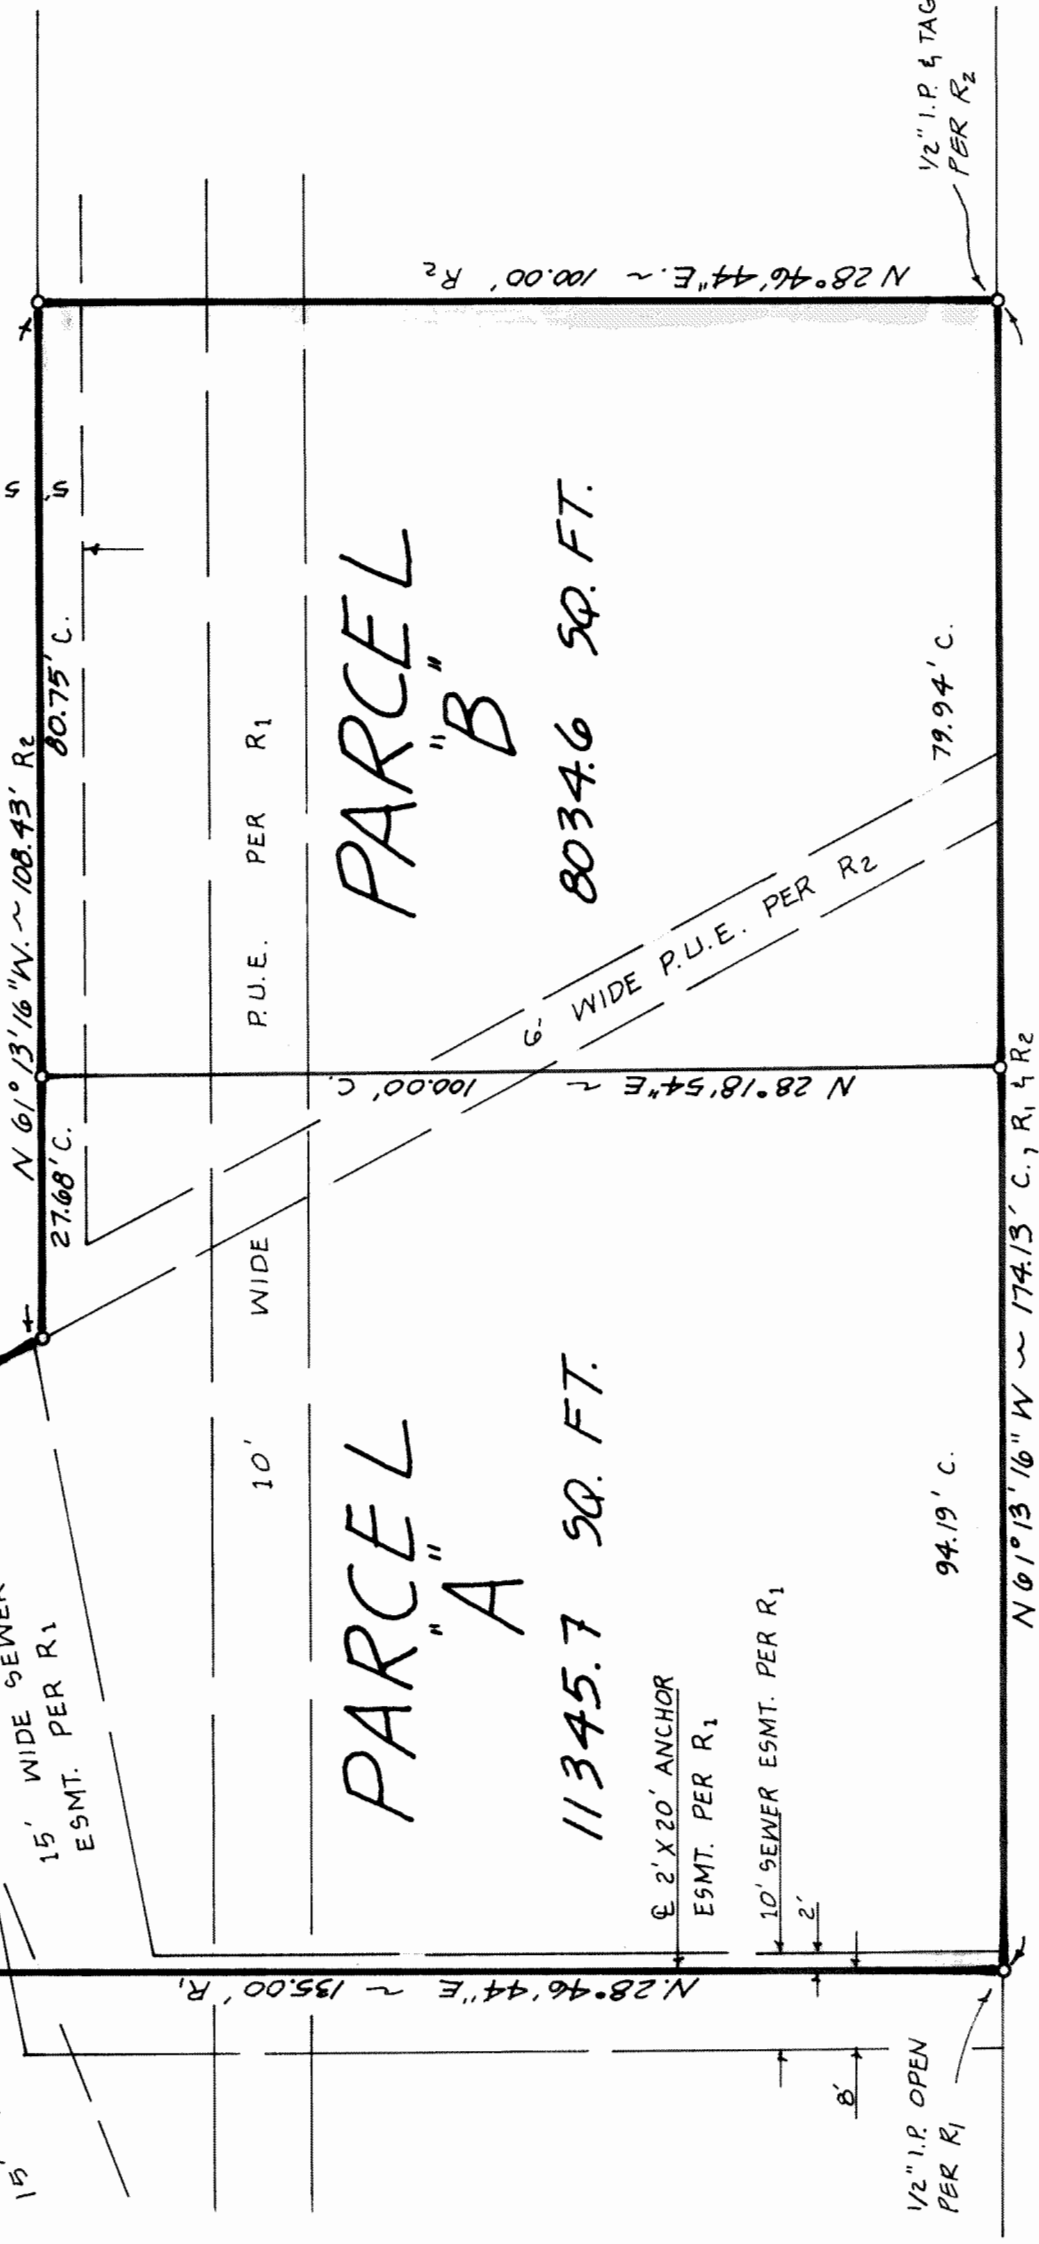 N 61°13'16"W. ~ 108.43' R2
5
5'
80.75' C.
27.68' C.
N 28°46'44"E. ~ 100.00' R2
1/2" I.P. & TAG
PER R2
10' WIDE P.U.E. PER R1
PARCEL
"B"
8034.6 SQ. FT.
79.94' C.
6- WIDE P.U.E. PER R2
N 28°18'54"E ~ 100.00' C.
15' WIDE SEWER
ESMT. PER R1
15'
PARCEL
"A"
11345.7 SQ. FT.
℄ 2' X 20' ANCHOR
ESMT. PER R1
10' SEWER ESMT. PER R1
2'
94.19' C.
N 61°13'16" W ~ 174.13' C., R1 & R2
N.28°46'44"E ~ 135.00' R1
8'
1/2" I.P. OPEN
PER R1